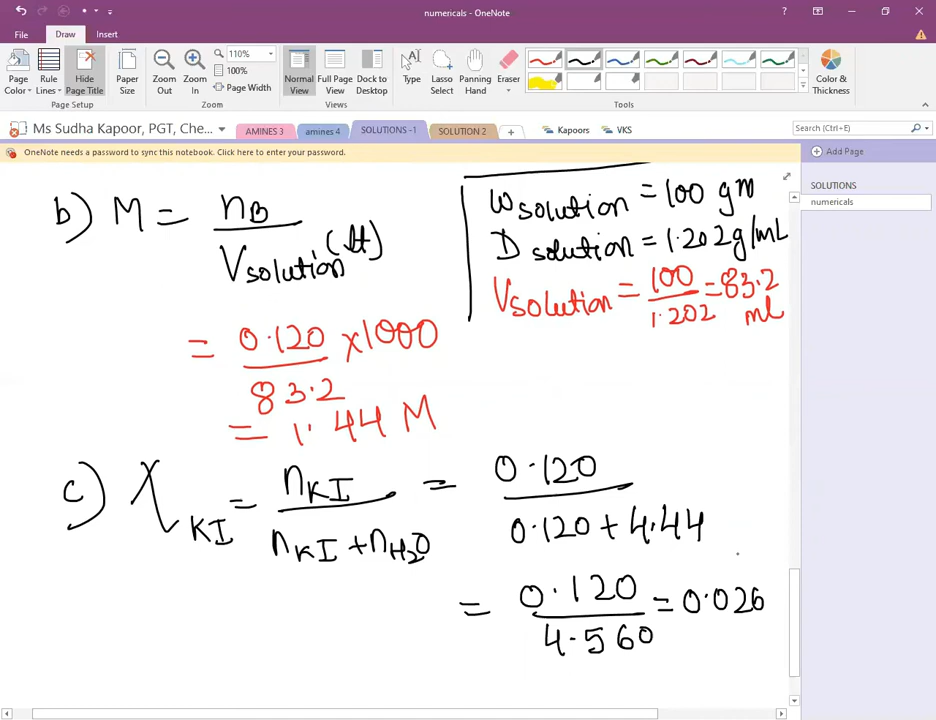 numericals - OneNote
File Draw Insert
Page Color
Rule Lines
Hide Page Title
Paper Size
Zoom Out
Zoom In
110%
100%
Page Width
Normal View
Full Page View
Dock to Desktop
Type
Lasso Select
Panning Hand
Eraser
Color & Thickness
Page Setup Zoom Views Tools
Ms Sudha Kapoor, PGT, Che... AMINES 3 amines 4 SOLUTIONS -1 SOLUTION 2 Kapoors VKS Search (Ctrl+E)
OneNote needs a password to sync this notebook. Click here to enter your password.
Add Page
SOLUTIONS
numericals
b) M = nB / Vsolution (lt)
= 0.120 / 83.2 x1000
= 1.44 M
Wsolution = 100 gm
D solution = 1.202 g/mL
Vsolution = 100 / 1.202 = 83.2 ml
c) χKI = nKI / nKI + nH2O = 0.120 / 0.120 + 4.44
= 0.120 / 4.560 = 0.026